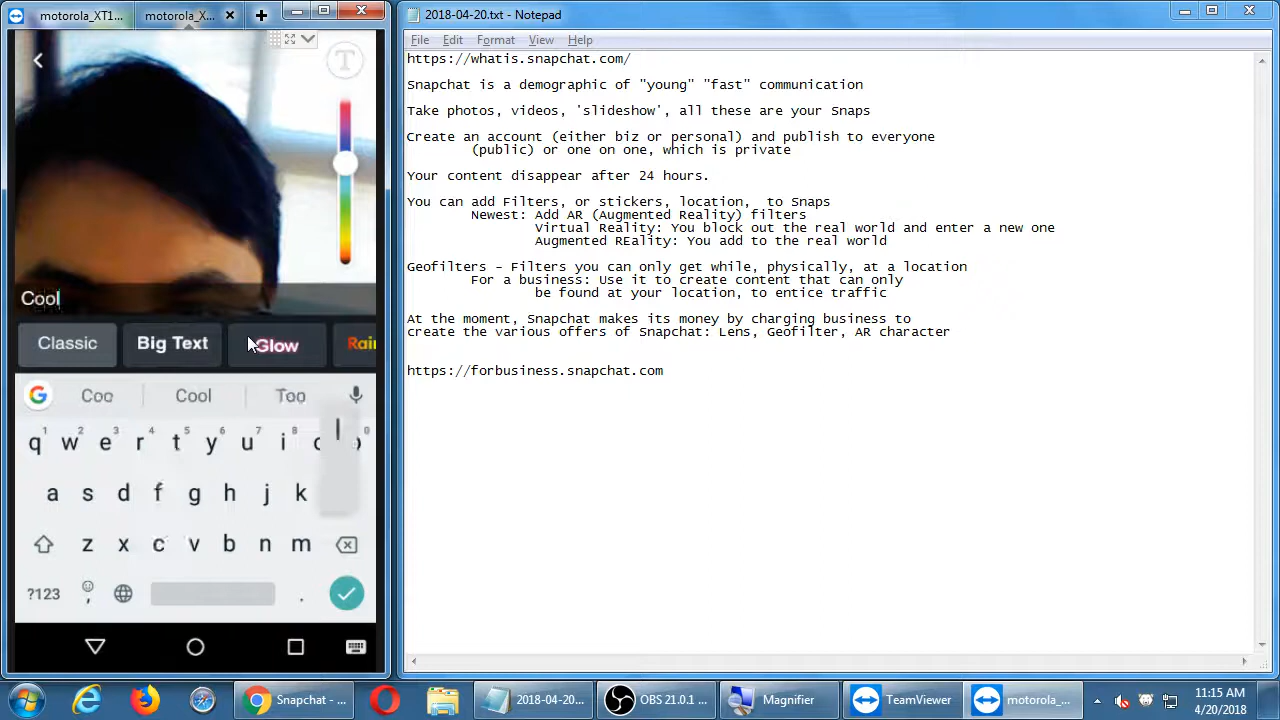 motorola_XT1...
motorola_X...
T
Cool
Classic
Big Text
Glow
Rai
G
Coo
Cool
Too
q1 w2 e3 r4 t5 y6 u7 i8
a s d f g h j k l
z x c v b n m
?123
,
.
2018-04-20.txt - Notepad
File Edit Format View Help
https://whatis.snapchat.com/
Snapchat is a demographic of "young" "fast" communication
Take photos, videos, 'slideshow', all these are your Snaps
Create an account (either biz or personal) and publish to everyone
(public) or one on one, which is private
Your content disappear after 24 hours.
You can add Filters, or stickers, location,  to Snaps
Newest: Add AR (Augmented Reality) filters
Virtual Reality: You block out the real world and enter a new one
Augmented REality: You add to the real world
Geofilters - Filters you can only get while, physically, at a location
For a business: Use it to create content that can only
be found at your location, to entice traffic
At the moment, Snapchat makes its money by charging business to
create the various offers of Snapchat: Lens, Geofilter, AR character
https://forbusiness.snapchat.com
Snapchat - ...
2018-04-20...
OBS 21.0.1 ...
Magnifier
TeamViewer
motorola_...
11:15 AM
4/20/2018